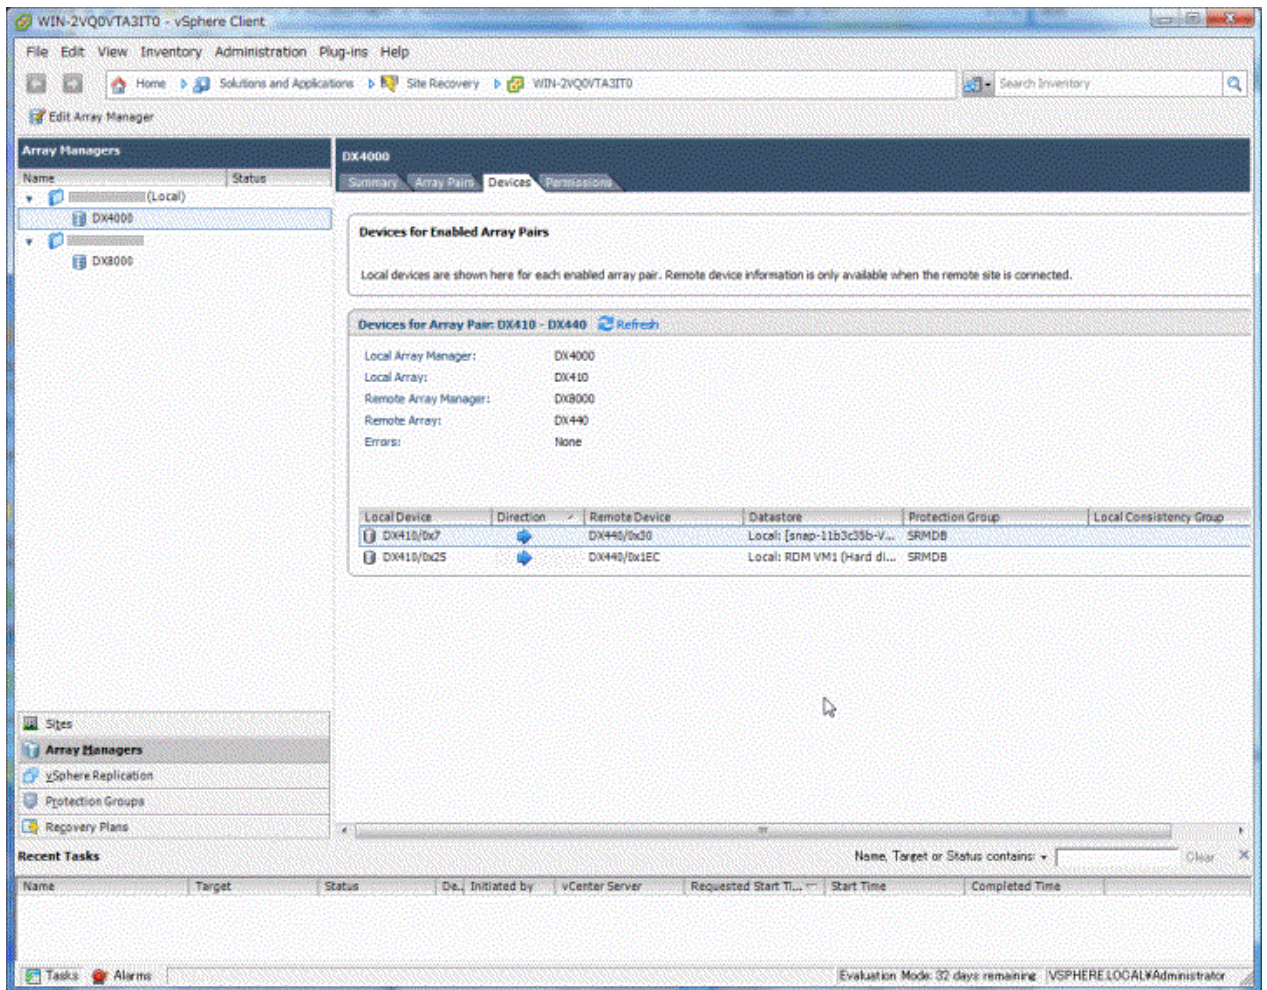 WIN-2VQ0VTA3IT0 - vSphere Client
File Edit View Inventory Administration Plug-ins Help
Home Solutions and Applications Site Recovery WIN-2VQ0VTA3IT0 Search Inventory
Edit Array Manager
Array Managers
Name Status
(Local)
DX4000
DX8000
DX4000
Summary Array Pairs Devices Permissions
Devices for Enabled Array Pairs
Local devices are shown here for each enabled array pair. Remote device information is only available when the remote site is connected.
Devices for Array Pair: DX410 - DX440 Refresh
Local Array Manager: DX4000
Local Array: DX410
Remote Array Manager: DX8000
Remote Array: DX440
Errors: None
Local Device Direction Remote Device Datastore Protection Group Local Consistency Group
DX410/0x7 DX440/0x30 Local: [snap-11b3c35b-V... SRMDB
DX410/0x25 DX440/0x1EC Local: RDM VM1 (Hard di... SRMDB
Sites
Array Managers
vSphere Replication
Protection Groups
Recovery Plans
Recent Tasks Name, Target or Status contains: Clear
Name Target Status De... Initiated by vCenter Server Requested Start Ti... Start Time Completed Time
Tasks Alarms Evaluation Mode: 32 days remaining VSPHERE.LOCAL¥Administrator